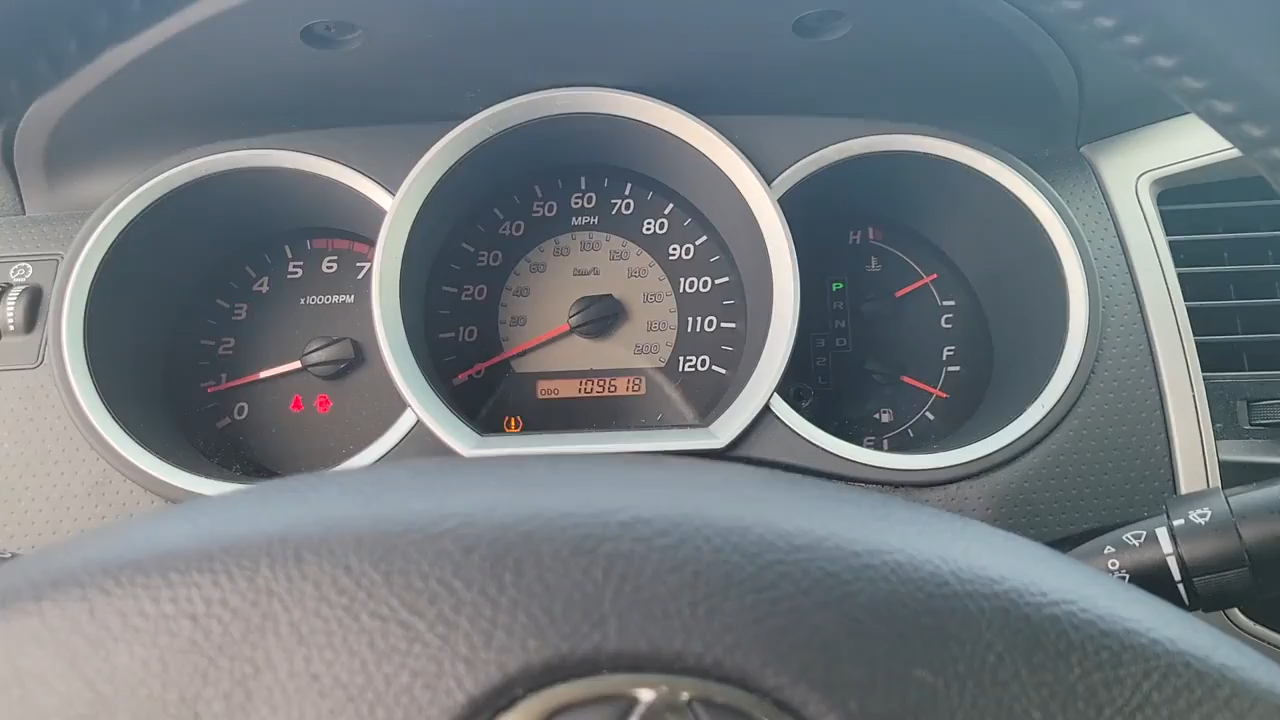 0 1 2 3 4 5 6 7
x1000RPM
0 10 20 30 40 50 60 70 80 90 100 110 120
MPH
20 40 60 80 100 120 140 160 180 200
km/h
ODO 109618
P
R
N
D
3
2
L
H
C
F
E